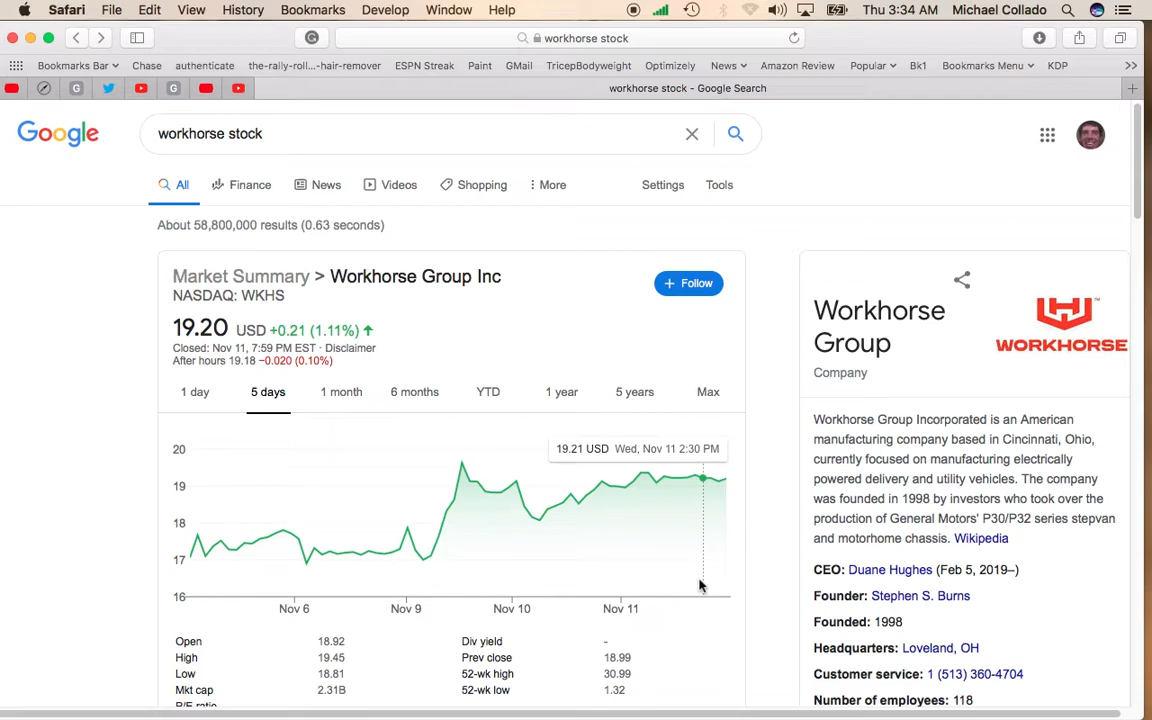 Safari File Edit View History Bookmarks Develop Window Help Thu 3:34 AM Michael Collado
workhorse stock
Bookmarks Bar Chase authenticate the-rally-roll...-hair-remover ESPN Streak Paint GMail TricepBodyweight Optimizely News Amazon Review Popular Bk1 Bookmarks Menu KDP
workhorse stock - Google Search
Google workhorse stock
All Finance News Videos Shopping More Settings Tools
About 58,800,000 results (0.63 seconds)
Market Summary > Workhorse Group Inc
NASDAQ: WKHS
+ Follow
19.20 USD +0.21 (1.11%)
Closed: Nov 11, 7:59 PM EST · Disclaimer
After hours 19.18 −0.020 (0.10%)
1 day 5 days 1 month 6 months YTD 1 year 5 years Max
19.21 USD Wed, Nov 11 2:30 PM
20
19
18
17
16
Nov 6 Nov 9 Nov 10 Nov 11
Open 18.92 Div yield -
High 19.45 Prev close 18.99
Low 18.81 52-wk high 30.99
Mkt cap 2.31B 52-wk low 1.32
P/E ratio
Workhorse
Group
Company
WORKHORSE
Workhorse Group Incorporated is an American
manufacturing company based in Cincinnati, Ohio,
currently focused on manufacturing electrically
powered delivery and utility vehicles. The company
was founded in 1998 by investors who took over the
production of General Motors' P30/P32 series stepvan
and motorhome chassis. Wikipedia
CEO: Duane Hughes (Feb 5, 2019–)
Founder: Stephen S. Burns
Founded: 1998
Headquarters: Loveland, OH
Customer service: 1 (513) 360-4704
Number of employees: 118